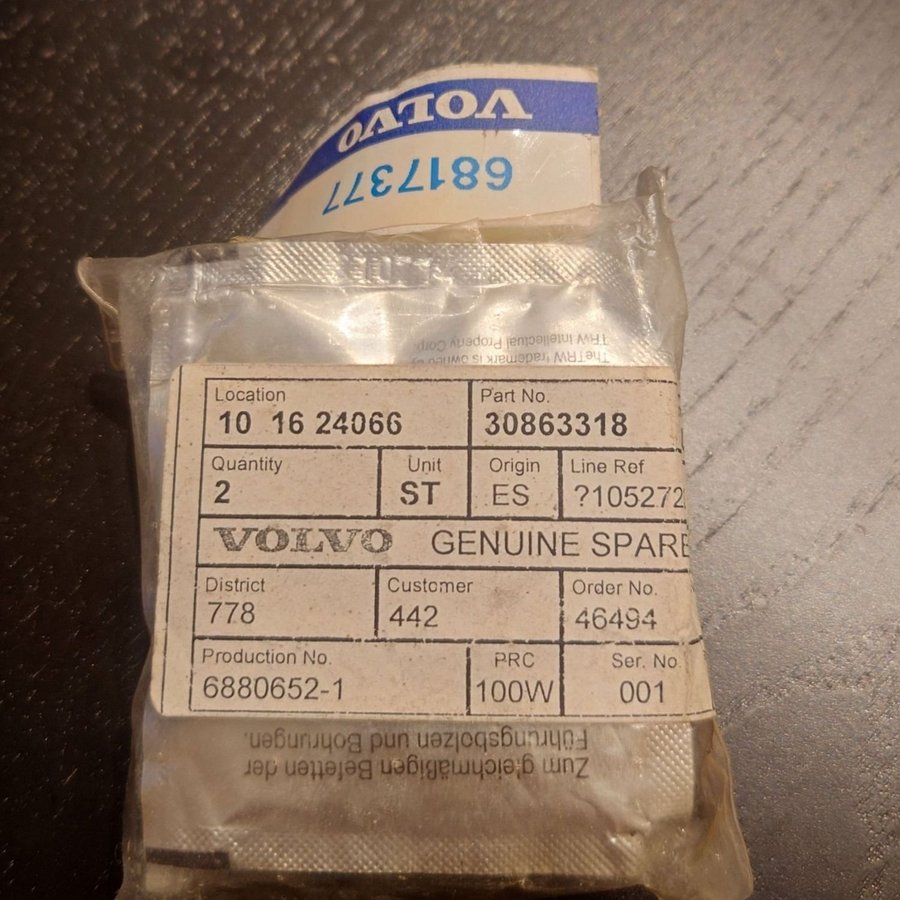 VOLVO
6817377
The TRW trademark is owned by
TRW Intellectual Property Corp.
Location
10 16 24066
Part No.
30863318
Quantity
2
Unit
ST
Origin
ES
Line Ref
?105272
VOLVO GENUINE SPARE
District
778
Customer
442
Order No.
46494
Production No.
6880652-1
PRC
100W
Ser. No.
001
Zum gleichmäßigen Befetten der
Führungsbolzen und Bohrungen.